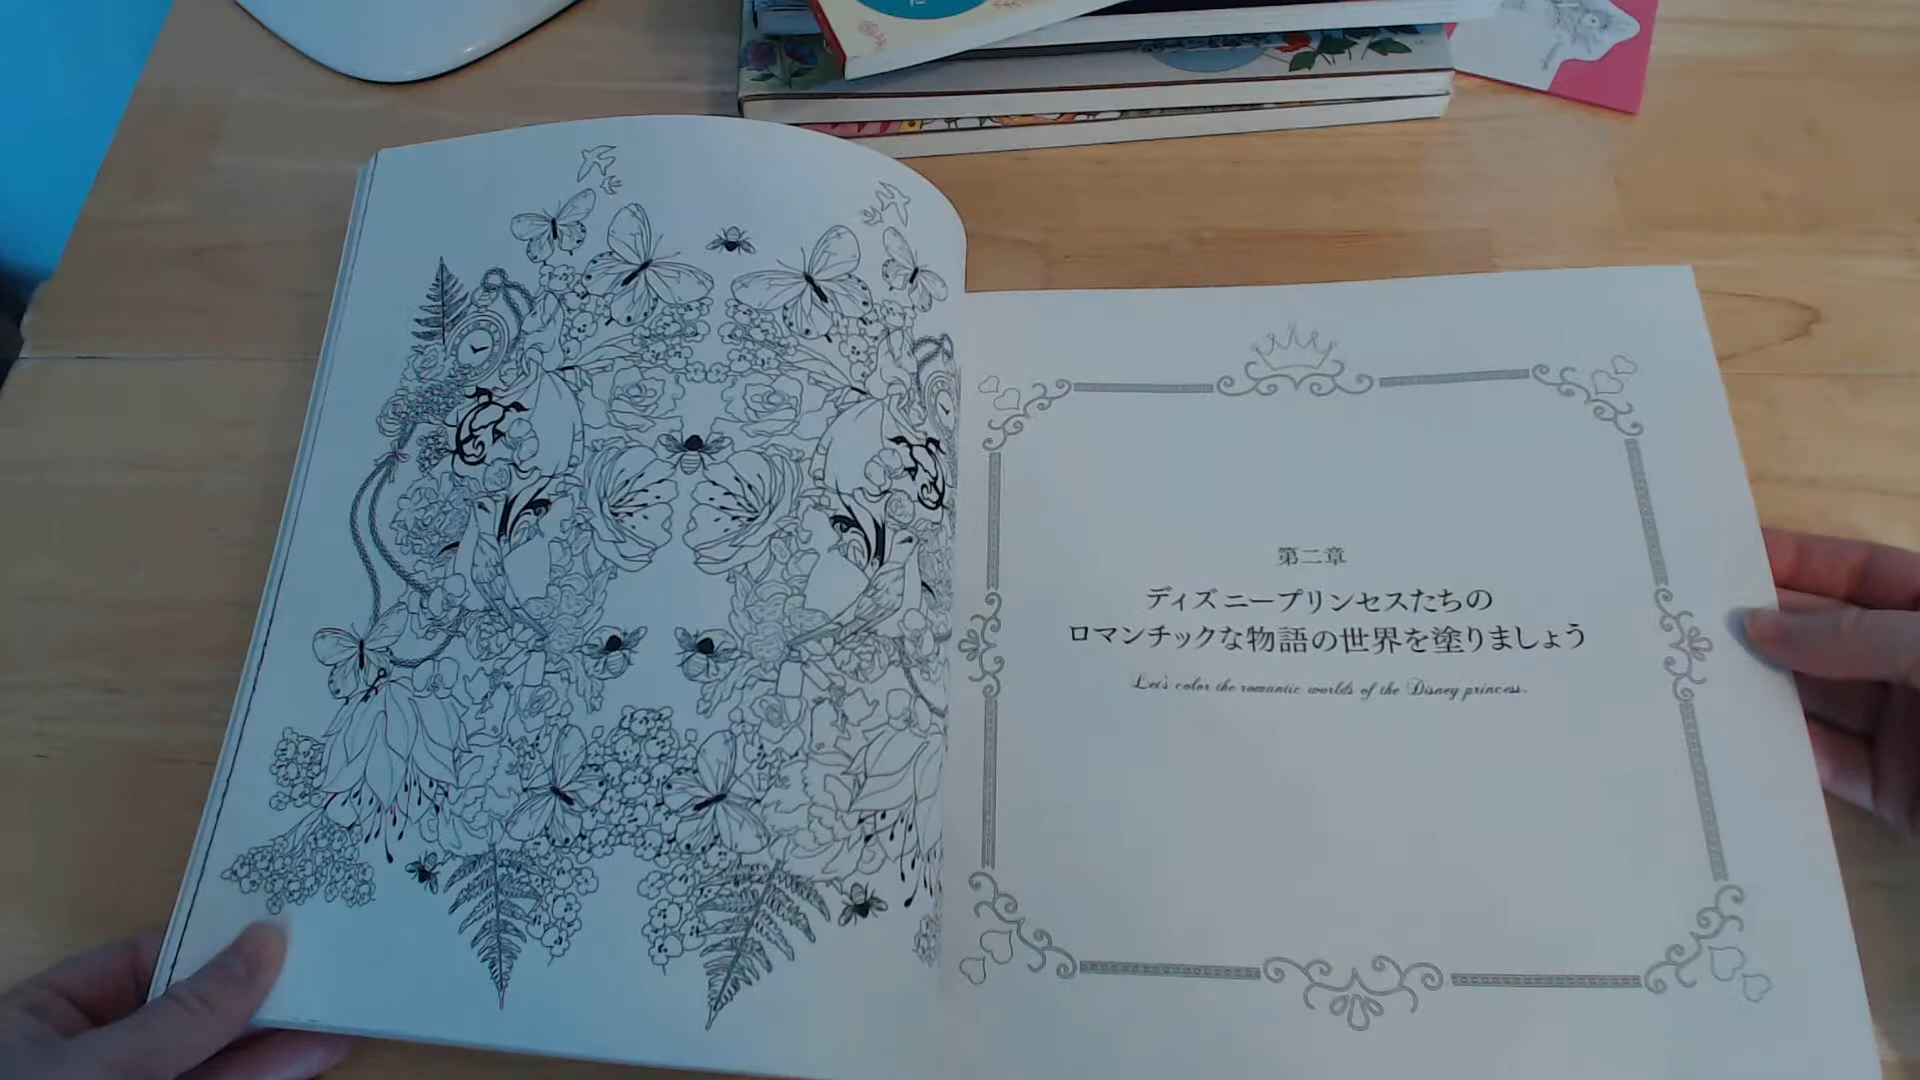 第二章
ディズニープリンセスたちの
ロマンチックな物語の世界を塗りましょう
Let's color the romantic worlds of the Disney princess.